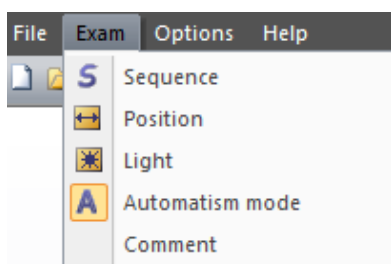 File Exam Options Help
S Sequence
Position
Light
A Automatism mode
Comment